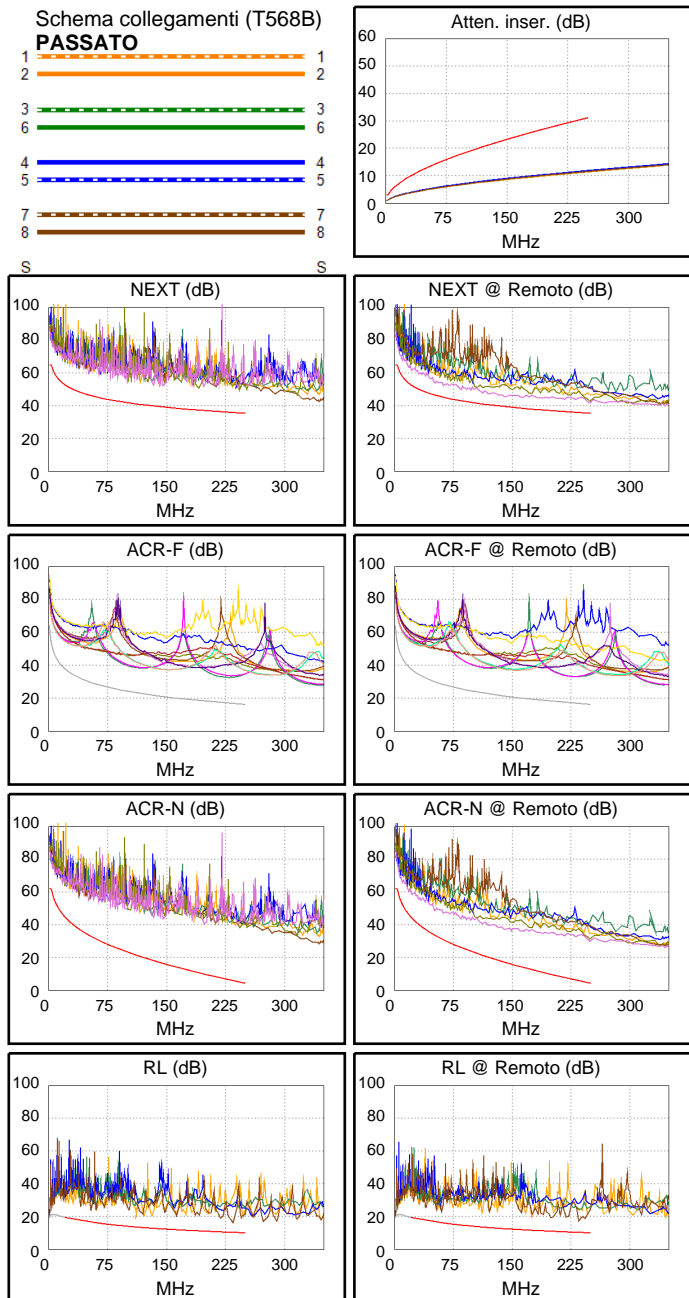 Schema collegamenti (T568B)
PASSATO
1 1
2 2
3 3
6 6
4 4
5 5
7 7
8 8
S S
Atten. inser. (dB)
60
50
40
30
20
10
0
0 75 150 225 300
MHz
NEXT (dB)
100
80
60
40
20
0
0 75 150 225 300
MHz
NEXT @ Remoto (dB)
100
80
60
40
20
0
0 75 150 225 300
MHz
ACR-F (dB)
100
80
60
40
20
0
0 75 150 225 300
MHz
ACR-F @ Remoto (dB)
100
80
60
40
20
0
0 75 150 225 300
MHz
ACR-N (dB)
100
80
60
40
20
0
0 75 150 225 300
MHz
ACR-N @ Remoto (dB)
100
80
60
40
20
0
0 75 150 225 300
MHz
RL (dB)
100
80
60
40
20
0
0 75 150 225 300
MHz
RL @ Remoto (dB)
100
80
60
40
20
0
0 75 150 225 300
MHz